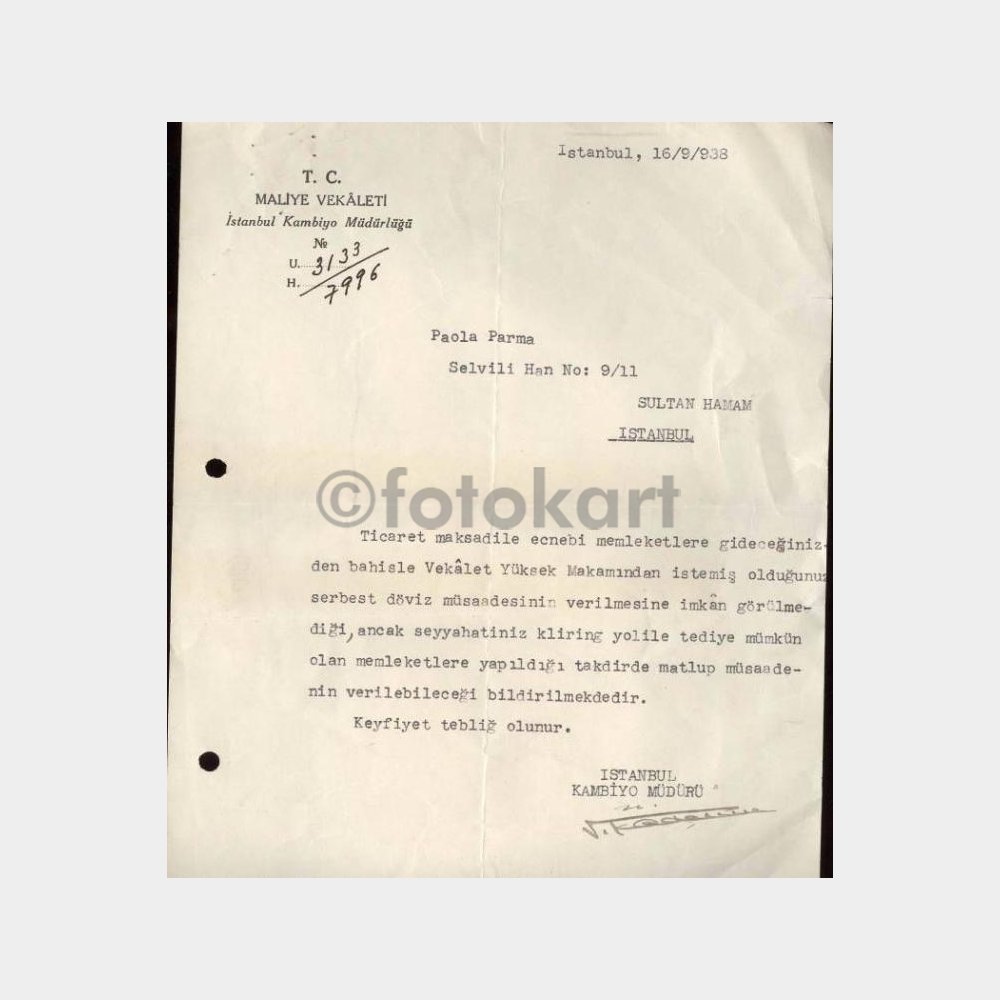 Istanbul, 16/9/938
T. C.
MALİYE VEKÂLETİ
İstanbul Kambiyo Müdürlüğü
№
U. 3133
H. 7996
Paola Parma
Selvili Han No: 9/11
SULTAN HAMAM
ISTANBUL
©fotokart
Ticaret maksadile ecnebi memleketlere gideceğiniz-
den bahisle Vekâlet Yüksek Makamından istemiş olduğunuz
serbest döviz müsaadesinin verilmesine imkân görülme-
diği, ancak seyyahatiniz kliring yolile tediye mümkün
olan memleketlere yapıldığı takdirde matlup müsaade-
nin verilebileceği bildirilmekdedir.
Keyfiyet tebliğ olunur.
ISTANBUL
KAMBİYO MÜDÜRÜ